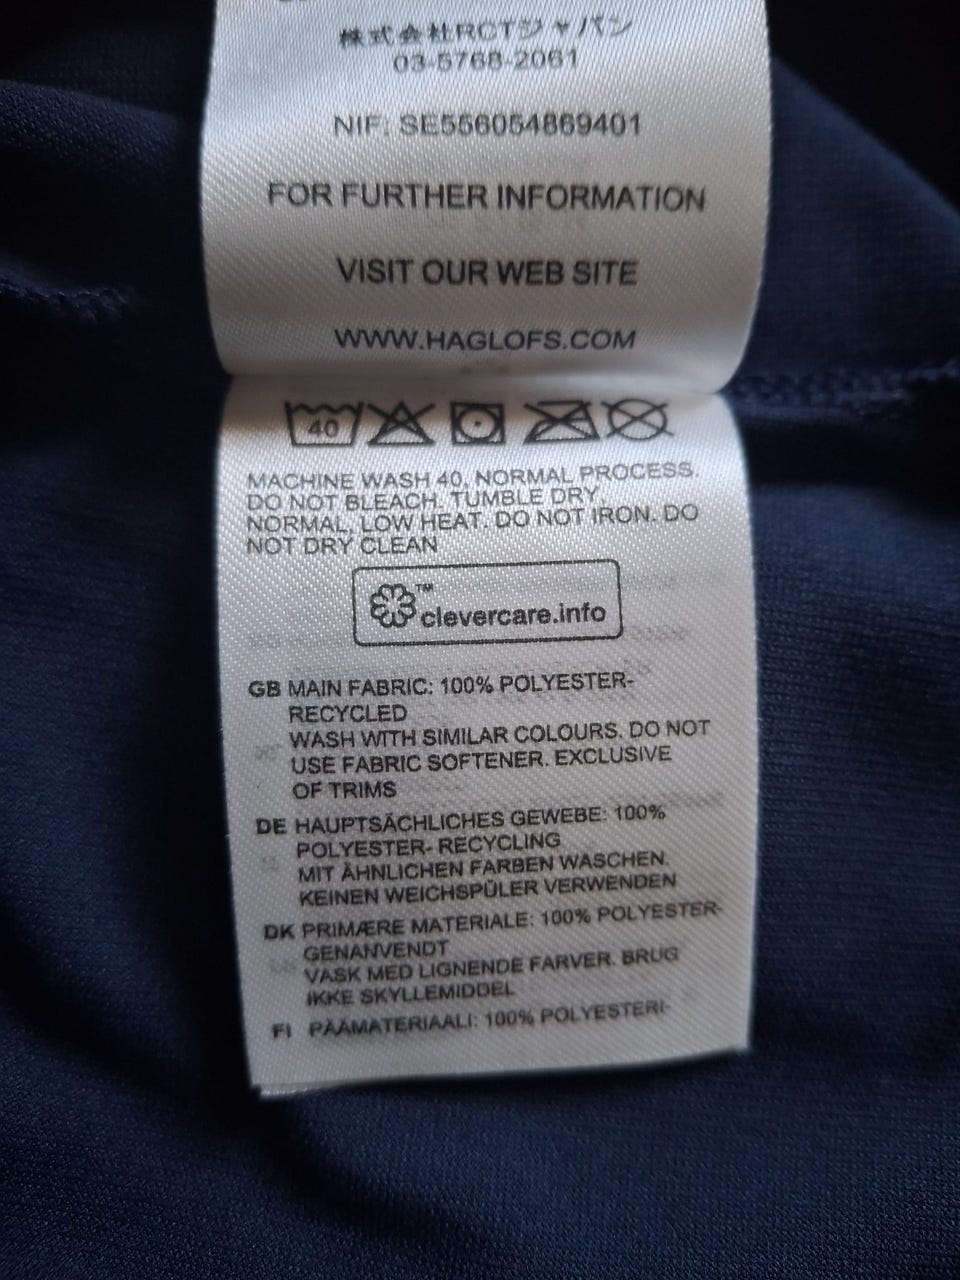 株式会社RCTジャパン
03-5768-2061
NIF: SE556054869401
FOR FURTHER INFORMATION
VISIT OUR WEB SITE
WWW.HAGLOFS.COM
40
MACHINE WASH 40, NORMAL PROCESS.
DO NOT BLEACH. TUMBLE DRY,
NORMAL, LOW HEAT. DO NOT IRON. DO
NOT DRY CLEAN
™
clevercare.info
GB MAIN FABRIC: 100% POLYESTER-
RECYCLED
WASH WITH SIMILAR COLOURS. DO NOT
USE FABRIC SOFTENER. EXCLUSIVE
OF TRIMS
DE HAUPTSÄCHLICHES GEWEBE: 100%
POLYESTER- RECYCLING
MIT ÄHNLICHEN FARBEN WASCHEN.
KEINEN WEICHSPÜLER VERWENDEN
DK PRIMÆRE MATERIALE: 100% POLYESTER-
GENANVENDT
VASK MED LIGNENDE FARVER. BRUG
IKKE SKYLLEMIDDEL
FI PÄÄMATERIAALI: 100% POLYESTERI-